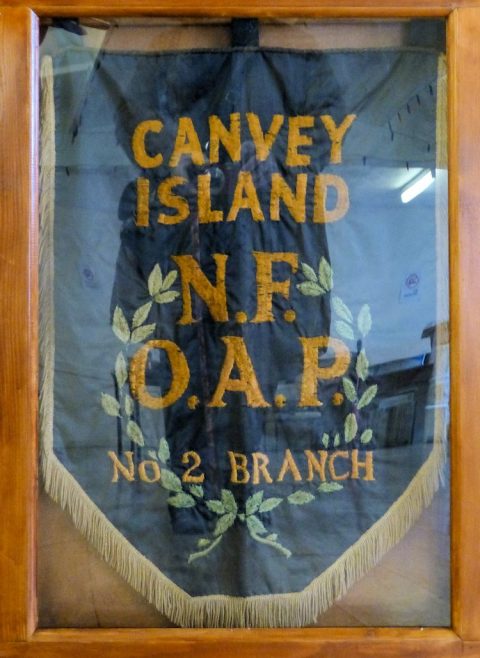 CANVEY
ISLAND
N.F.
O.A.P.
No 2 BRANCH